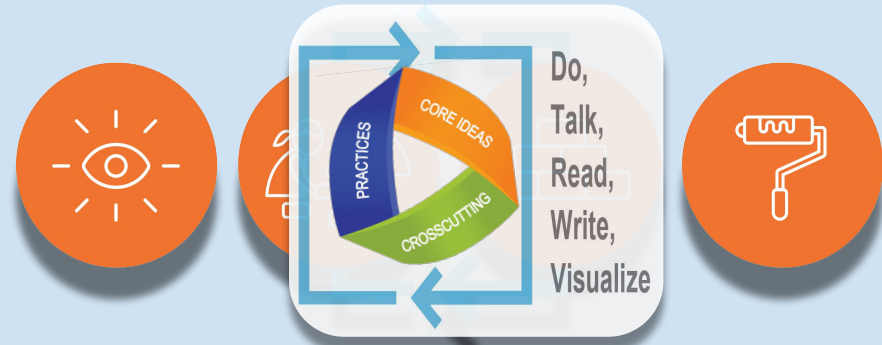 PRACTICES
CORE IDEAS
CROSSCUTTING
Do,
Talk,
Read,
Write,
Visualize